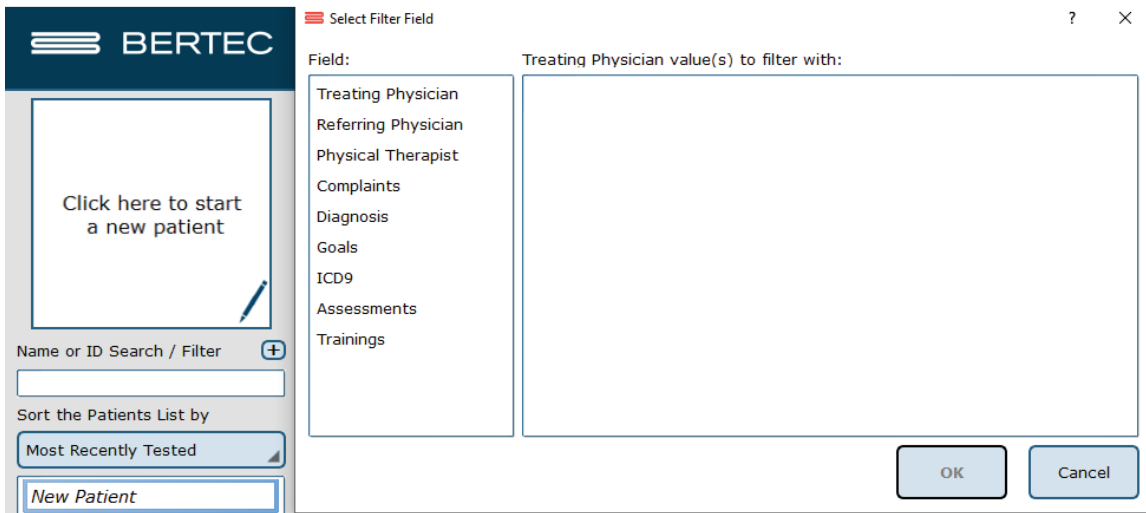 BERTEC
Click here to start
a new patient
Name or ID Search / Filter
Sort the Patients List by
Most Recently Tested
New Patient
Select Filter Field
Field:
Treating Physician
Referring Physician
Physical Therapist
Complaints
Diagnosis
Goals
ICD9
Assessments
Trainings
Treating Physician value(s) to filter with:
OK
Cancel